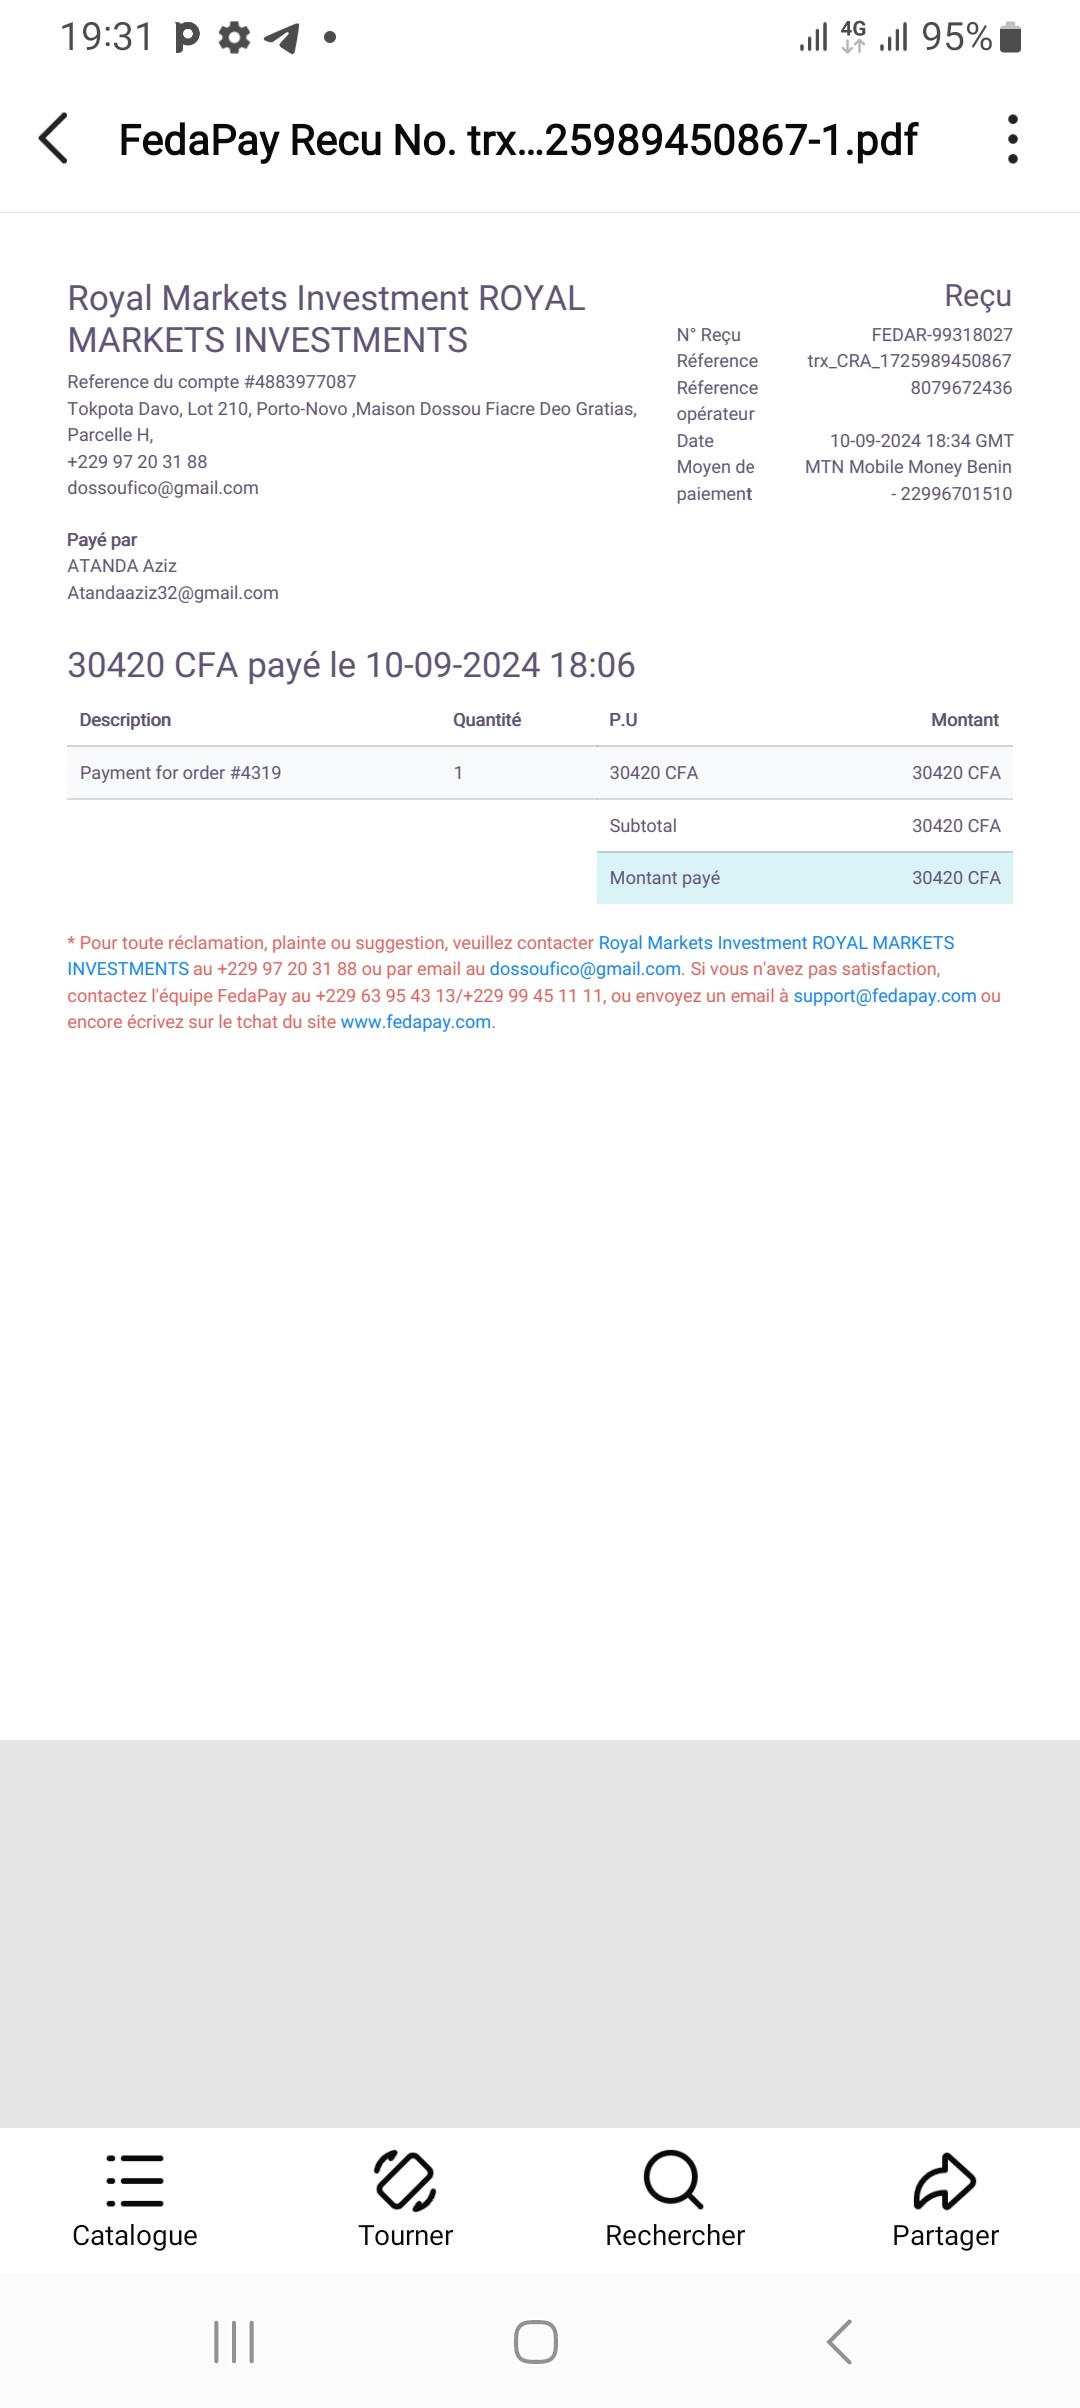 19:31
4G 95%
FedaPay Recu No. trx...25989450867-1.pdf
Royal Markets Investment ROYAL
MARKETS INVESTMENTS
Reference du compte #4883977087
Tokpota Davo, Lot 210, Porto-Novo ,Maison Dossou Fiacre Deo Gratias,
Parcelle H,
+229 97 20 31 88
dossoufico@gmail.com
Reçu
N° Reçu FEDAR-99318027
Réference trx_CRA_1725989450867
Réference 8079672436
opérateur
Date 10-09-2024 18:34 GMT
Moyen de MTN Mobile Money Benin
paiement - 22996701510
Payé par
ATANDA Aziz
Atandaaziz32@gmail.com
30420 CFA payé le 10-09-2024 18:06
Description Quantité P.U Montant
Payment for order #4319 1 30420 CFA 30420 CFA
Subtotal 30420 CFA
Montant payé 30420 CFA
* Pour toute réclamation, plainte ou suggestion, veuillez contacter Royal Markets Investment ROYAL MARKETS
INVESTMENTS au +229 97 20 31 88 ou par email au dossoufico@gmail.com. Si vous n'avez pas satisfaction,
contactez l'équipe FedaPay au +229 63 95 43 13/+229 99 45 11 11, ou envoyez un email à support@fedapay.com ou
encore écrivez sur le tchat du site www.fedapay.com.
Catalogue Tourner Rechercher Partager